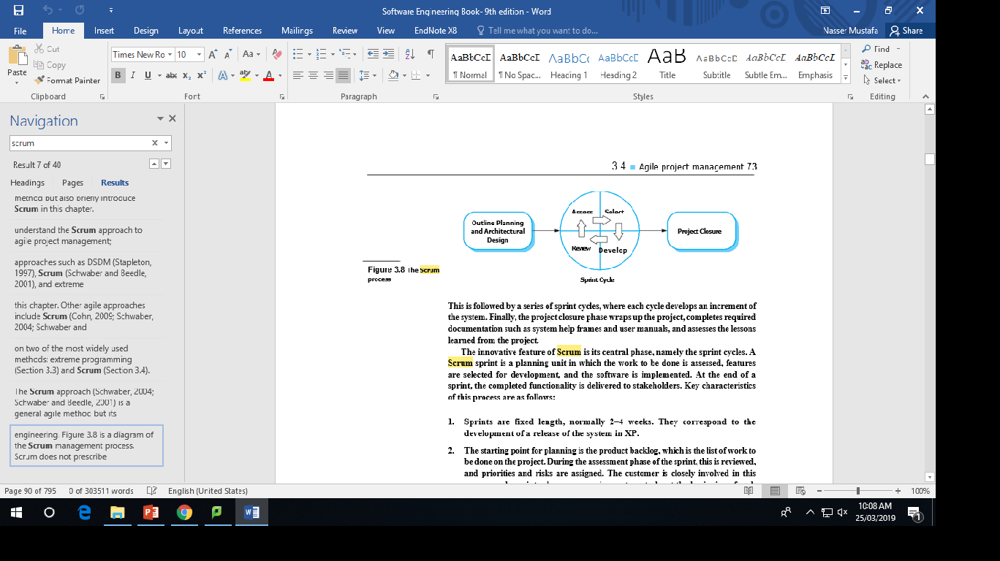 Software Engineering Book- 9th edition - Word
File Home Insert Design Layout References Mailings Review View EndNote X8 Tell me what you want to do... Nasser Mustafa Share
Paste
Cut
Copy
Format Painter
Clipboard
Times New Ro 10
Font
Paragraph
AaBbCcD AaBbCcD AaBbCc AaBbCcD AaB AaBbCcD AaBbCcD AaBbCcD
¶ Normal ¶ No Spac... Heading 1 Heading 2 Title Subtitle Subtle Em... Emphasis
Styles
Find
Replace
Select
Editing
Navigation
scrum
Result 7 of 40
Headings Pages Results
method but also briefly introduce
Scrum in this chapter.
understand the Scrum approach to
agile project management;
approaches such as DSDM (Stapleton,
1997), Scrum (Schwaber and Beedle,
2001), and extreme
this chapter. Other agile approaches
include Scrum (Cohn, 2009; Schwaber,
2004; Schwaber and
on two of the most widely used
methods: extreme programming
(Section 3.3) and Scrum (Section 3.4).
The Scrum approach (Schwaber, 2004;
Schwaber and Beedle, 2001) is a
general agile method but its
engineering. Figure 3.8 is a diagram of
the Scrum management process.
Scrum does not prescribe
3.4 ■ Agile project management 73
Outline Planning
and Architectural
Design
Assess Select
Review Develop
Sprint Cycle
Project Closure
Figure 3.8 The Scrum
process
This is followed by a series of sprint cycles, where each cycle develops an increment of
the system. Finally, the project closure phase wraps up the project, completes required
documentation such as system help frames and user manuals, and assesses the lessons
learned from the project.
The innovative feature of Scrum is its central phase, namely the sprint cycles. A
Scrum sprint is a planning unit in which the work to be done is assessed, features
are selected for development, and the software is implemented. At the end of a
sprint, the completed functionality is delivered to stakeholders. Key characteristics
of this process are as follows:
1. Sprints are fixed length, normally 2–4 weeks. They correspond to the
development of a release of the system in XP.
2. The starting point for planning is the product backlog, which is the list of work to
be done on the project. During the assessment phase of the sprint, this is reviewed,
and priorities and risks are assigned. The customer is closely involved in this
Page 90 of 795 0 of 303511 words English (United States) 100%
10:08 AM
25/03/2019
1